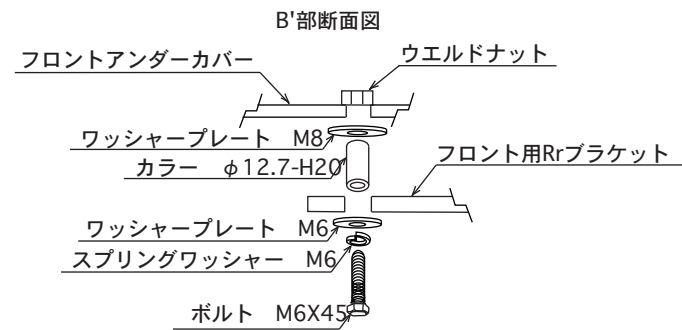 B'部断面図
フロントアンダーカバー
ウエルドナット
ワッシャープレート M8
カラー φ12.7-H20
フロント用Rrブラケット
ワッシャープレート M6
スプリングワッシャー M6
ボルト M6X45